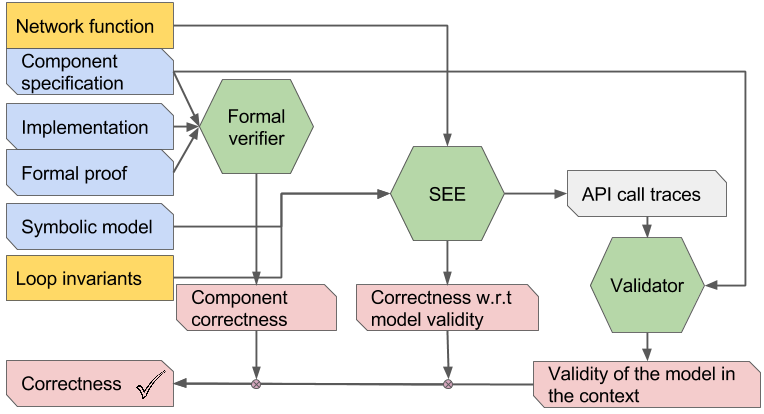 Network function
Component
specification
Implementation
Formal proof
Symbolic model
Loop invariants
Formal
verifier
SEE
API call traces
Validator
Component
correctness
Correctness w.r.t
model validity
Validity of the model in
the context
Correctness